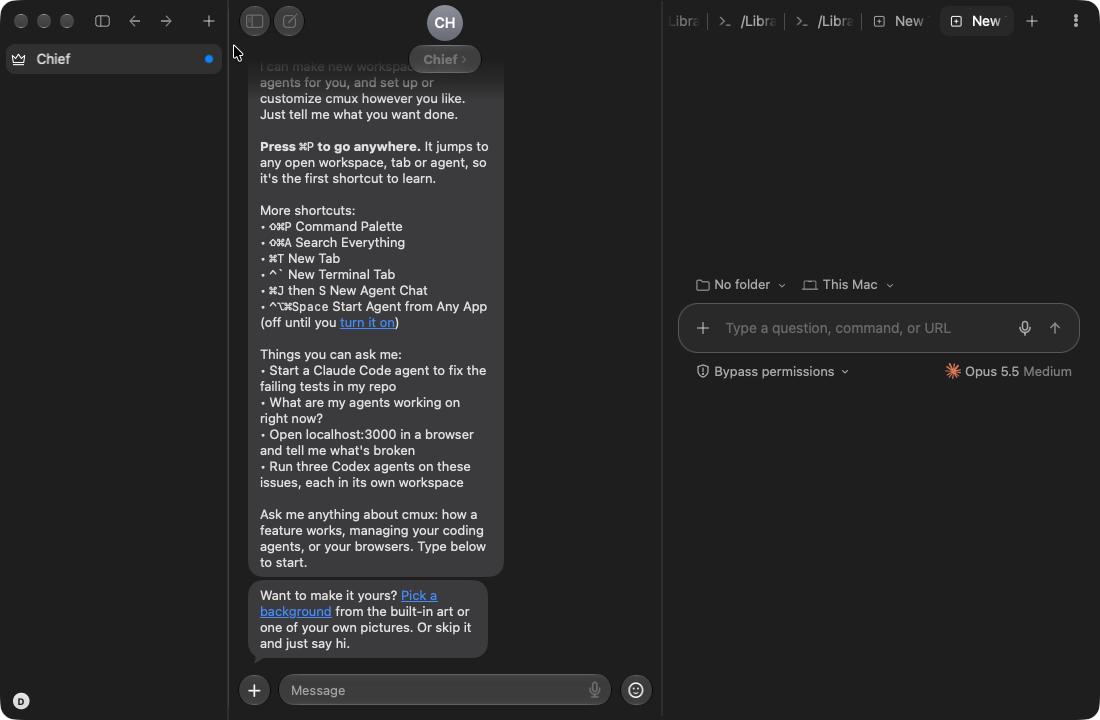 CH
/Libra
/Libra
New
New
Chief
Chief
agents for you, and set up or
customize cmux however you like.
Just tell me what you want done.
Press ⌘P to go anywhere. It jumps to
any open workspace, tab or agent, so
it's the first shortcut to learn.
More shortcuts:
• ⇧⌘P Command Palette
• ⇧⌘A Search Everything
• ⌘T New Tab
• ^` New Terminal Tab
• ⌘J then S New Agent Chat
• ^⌥⌘Space Start Agent from Any App
(off until you turn it on)
Things you can ask me:
• Start a Claude Code agent to fix the
failing tests in my repo
• What are my agents working on
right now?
• Open localhost:3000 in a browser
and tell me what's broken
• Run three Codex agents on these
issues, each in its own workspace
Ask me anything about cmux: how a
feature works, managing your coding
agents, or your browsers. Type below
to start.
Want to make it yours? Pick a
background from the built-in art or
one of your own pictures. Or skip it
and just say hi.
Message
D
No folder
This Mac
Type a question, command, or URL
Bypass permissions
Opus 5.5 Medium